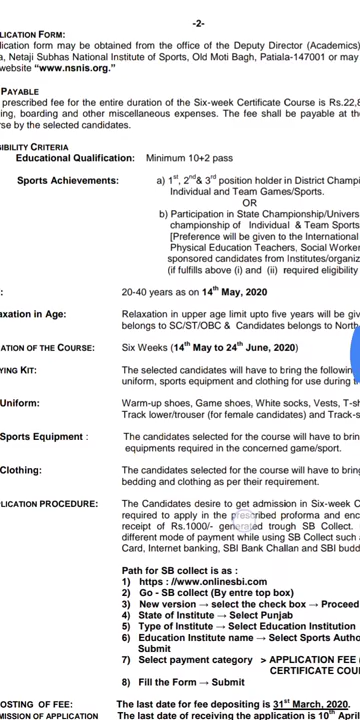 -2-
LICATION FORM:
lication form may be obtained from the office of the Deputy Director (Academics)
a, Netaji Subhas National Institute of Sports, Old Moti Bagh, Patiala-147001 or may
website “www.nsnis.org.”
PAYABLE
prescribed fee for the entire duration of the Six-week Certificate Course is Rs.22,8
ing, boarding and other miscellaneous expenses. The fee shall be payable at the
rse by the selected candidates.
GIBILITY CRITERIA
Educational Qualification: Minimum 10+2 pass
Sports Achievements: a) 1st, 2nd& 3rd position holder in District Champi
Individual and Team Games/Sports.
OR
b) Participation in State Championship/Univers
championship of Individual & Team Sports
[Preference will be given to the International
Physical Education Teachers, Social Worker
sponsored candidates from Institutes/organiz
(if fulfills above (i) and (ii) required eligibility
: 20-40 years as on 14th May, 2020
axation in Age: Relaxation in upper age limit upto five years will be give
belongs to SC/ST/OBC & Candidates belongs to North
ATION OF THE COURSE: Six Weeks (14th May to 24th June, 2020)
YING KIT: The selected candidates will have to bring the followin
uniform, sports equipment and clothing for use during t
Uniform: Warm-up shoes, Game shoes, White socks, Vests, T-sh
Track lower/trouser (for female candidates) and Track-s
Sports Equipment : The candidates selected for the course will have to brin
equipments required in the concerned game/sport.
Clothing: The candidates selected for the course will have to bring
bedding and clothing as per their requirement.
PLICATION PROCEDURE: The Candidates desire to get admission in Six-week C
required to apply in the prescribed proforma and enc
receipt of Rs.1000/- generated trough SB Collect.
different mode of payment while using SB Collect such a
Card, Internet banking, SBI Bank Challan and SBI budd
Path for SB collect is as :
1) https : //www.onlinesbi.com
2) Go - SB collect (By entre top box)
3) New version → select the check box → Proceed
4) State of Institute → Select Punjab
5) Type of Institute → Select Education Institution
6) Education Institute name → Select Sports Autho
Submit
7) Select payment category > APPLICATION FEE
CERTIFICATE COUR
8) Fill the Form → Submit
OSTING OF FEE: The last date for fee depositing is 31st March, 2020.
MISSION OF APPLICATION The last date of receiving the application is 10th April